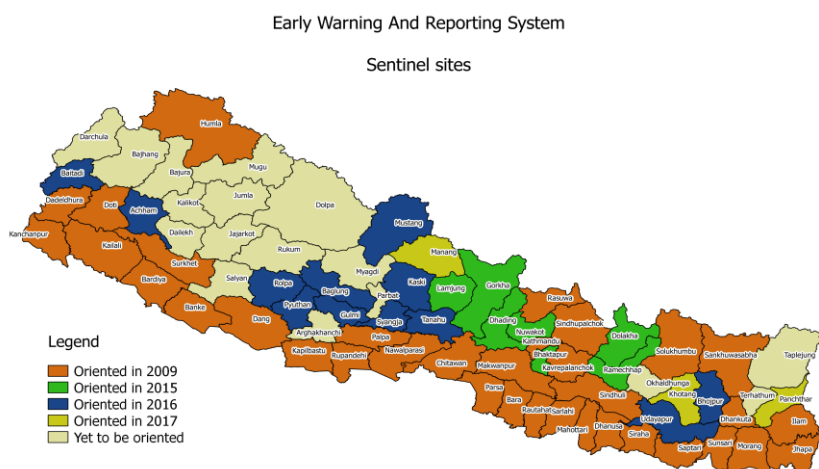 Early Warning And Reporting System
Sentinel sites
Humla
Darchula
Bajhang
Bajura
Mugu
Baitadi
Dadeldhura
Doti
Achham
Kalikot
Jumla
Dolpa
Mustang
Kanchanpur
Kailali
Dailekh
Jajarkot
Rukum
Manang
Surkhet
Bardiya
Salyan
Rolpa
Baglung
Myagdi
Kaski
Lamjung
Gorkha
Banke
Dang
Pyuthan
Gulmi
Parbat
Syangja
Tanahu
Dhading
Rasuwa
Nuwakot
Sindhupalchok
Dolakha
Arghakhanchi
Palpa
Kathmandu
Bhaktapur
Kavrepalanchok
Ramechhap
Solukhumbu
Sankhuwasabha
Taplejung
Kapilbastu
Rupandehi
Nawalparasi
Chitawan
Makwanpur
Okhaldhunga
Khotang
Bhojpur
Terhathum
Panchthar
Parsa
Bara
Rautahat
Sarlahi
Sindhuli
Mahottari
Dhanusa
Siraha
Udayapur
Saptari
Sunsari
Dhankuta
Morang
Ilam
Jhapa
Legend
Oriented in 2009
Oriented in 2015
Oriented in 2016
Oriented in 2017
Yet to be oriented